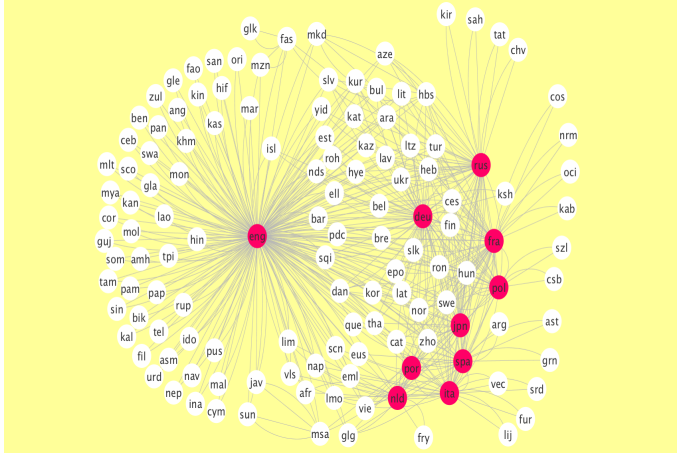 kir
sah
glk
mkd
tat
fas
chv
aze
san
ori
fao
mzn
gle
slv
kur
bul
lit
hbs
hif
kin
zul
cos
ang
mar
yid
kat
ara
ben
pan
kas
nrm
ceb
khm
est
kaz
ltz
tur
swa
isl
roh
lav
mlt
sco
mon
nds
hye
heb
rus
oci
gla
ukr
mya
kan
ell
ksh
ces
bel
kab
cor
lao
bar
deu
fin
mol
guj
hin
eng
pdc
bre
fra
szl
som
amh
tpi
sqi
slk
epo
ron
hun
csb
tam
pam
pap
dan
kor
lat
pol
sin
bik
rup
nor
swe
kal
tel
ido
que
tha
jpn
arg
ast
fil
asm
pus
lim
scn
eus
cat
zho
spa
grn
urd
nav
mal
jav
vls
nap
eml
por
nep
ina
afr
lmo
nld
ita
vec
srd
cym
sun
vie
fur
msa
glg
fry
lij